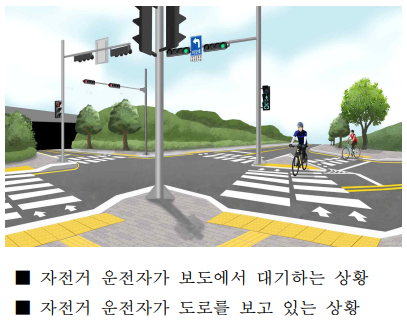 ■ 자전거 운전자가 보도에서 대기하는 상황
■ 자전거 운전자가 도로를 보고 있는 상황